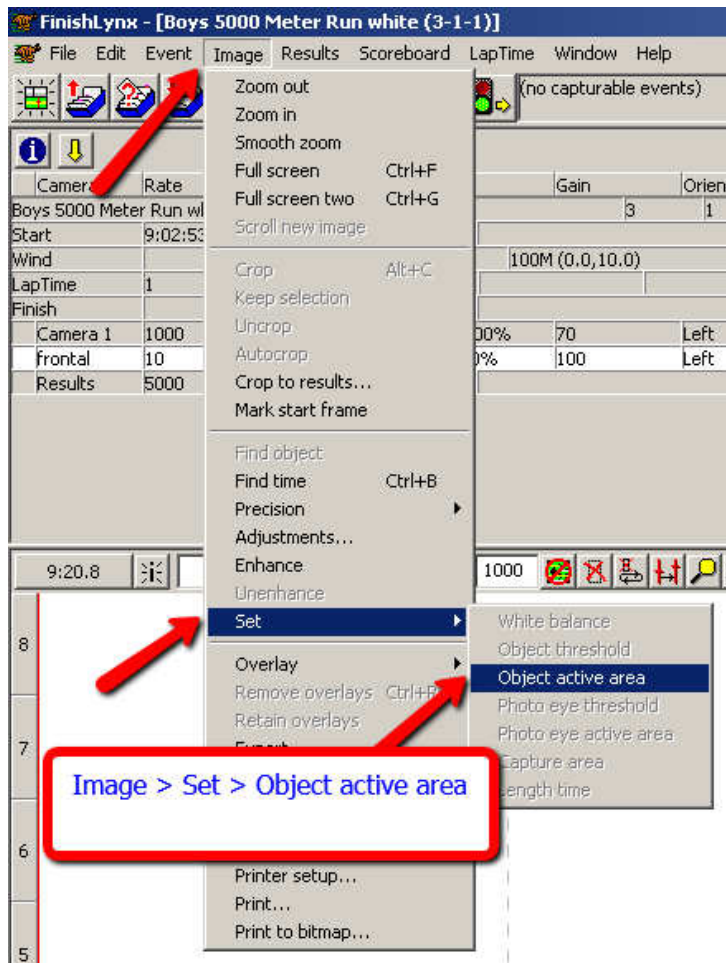 FinishLynx - [Boys 5000 Meter Run white (3-1-1)]
File Edit Event Image Results Scoreboard LapTime Window Help
(no capturable events)
Camera Rate Gain Orien
Boys 5000 Meter Run wl 3 1
Start 9:02:53
Wind 100M (0.0,10.0)
LapTime 1
Finish
Camera 1 1000 00% 70 Left
frontal 10 0% 100 Left
Results 5000
Zoom out
Zoom in
Smooth zoom
Full screen Ctrl+F
Full screen two Ctrl+G
Scroll new image
Crop Alt+C
Keep selection
Uncrop
Autocrop
Crop to results...
Mark start frame
Find object
Find time Ctrl+B
Precision
Adjustments...
Enhance
Unenhance
Set
Overlay
Remove overlays
Retain overlays
9:20.8 1000
White balance
Object threshold
Object active area
Photo eye threshold
Photo eye active area
Capture area
Length time
Image > Set > Object active area
Printer setup...
Print...
Print to bitmap...
8
7
6
5